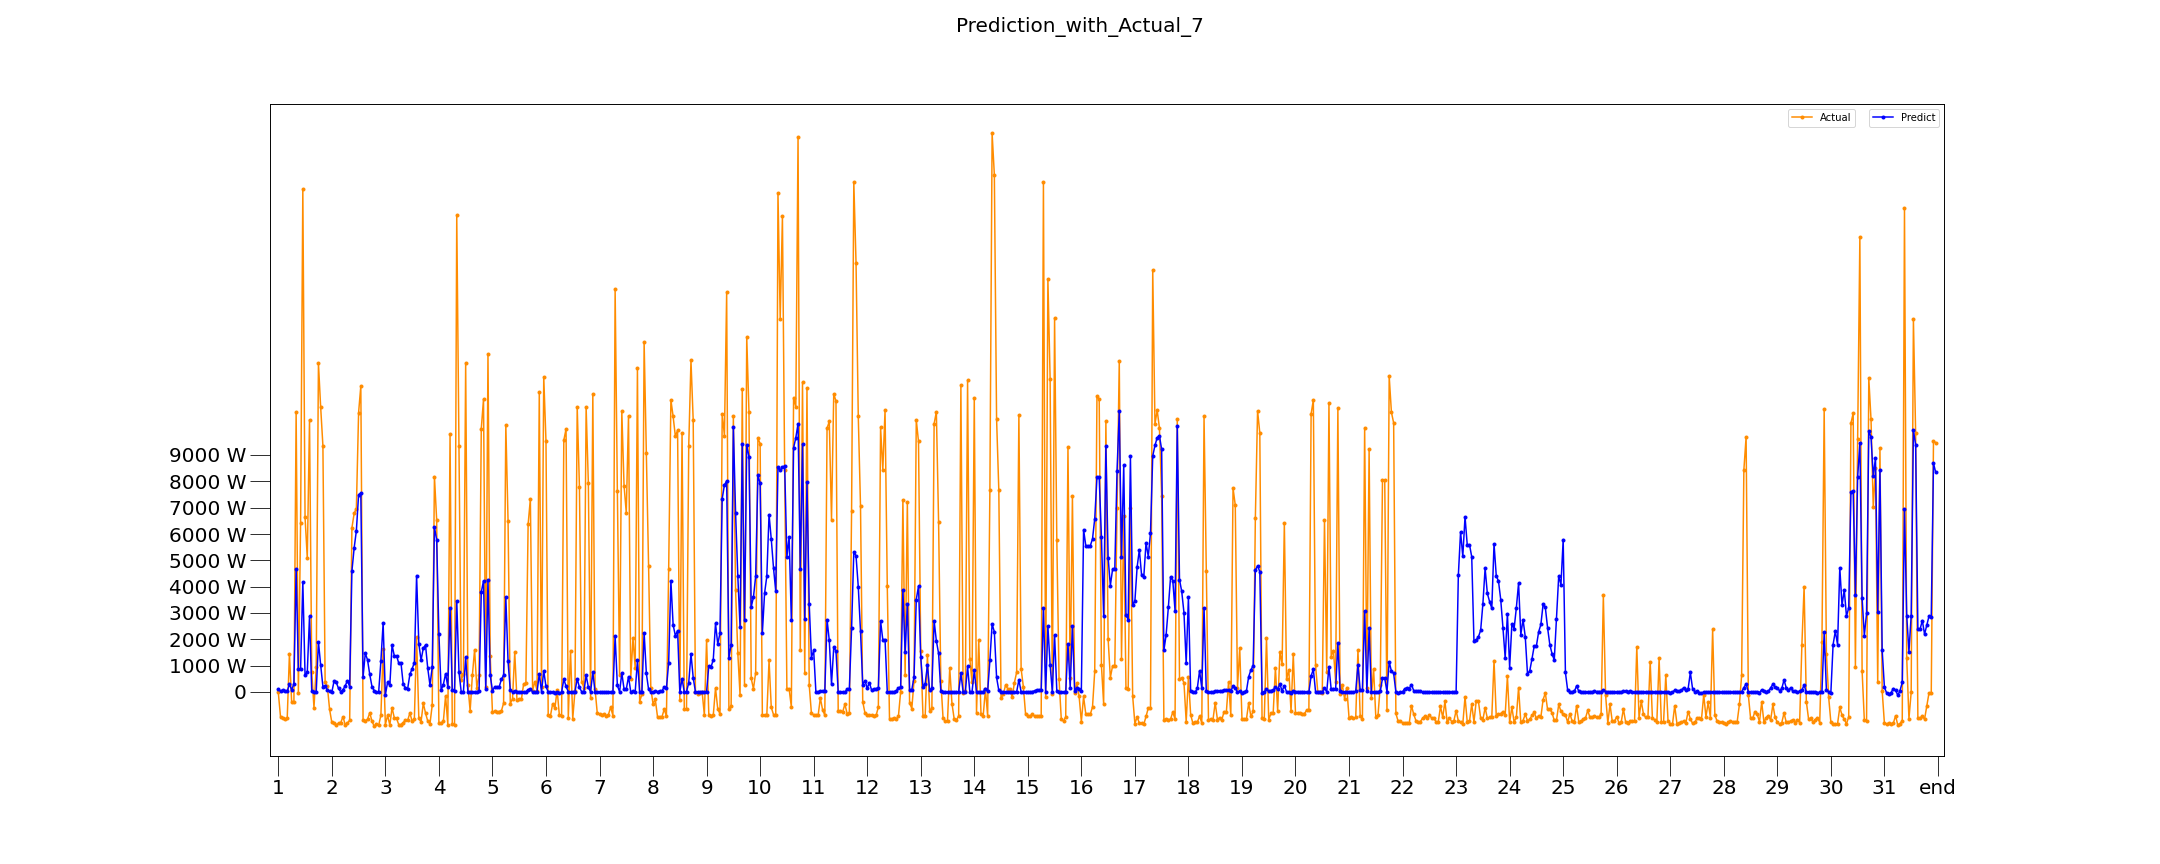 Prediction_with_Actual_7
Actual Predict
9000 W
8000 W
7000 W
6000 W
5000 W
4000 W
3000 W
2000 W
1000 W
0
1 2 3 4 5 6 7 8 9 10 11 12 13 14 15 16 17 18 19 20 21 22 23 24 25 26 27 28 29 30 31 end